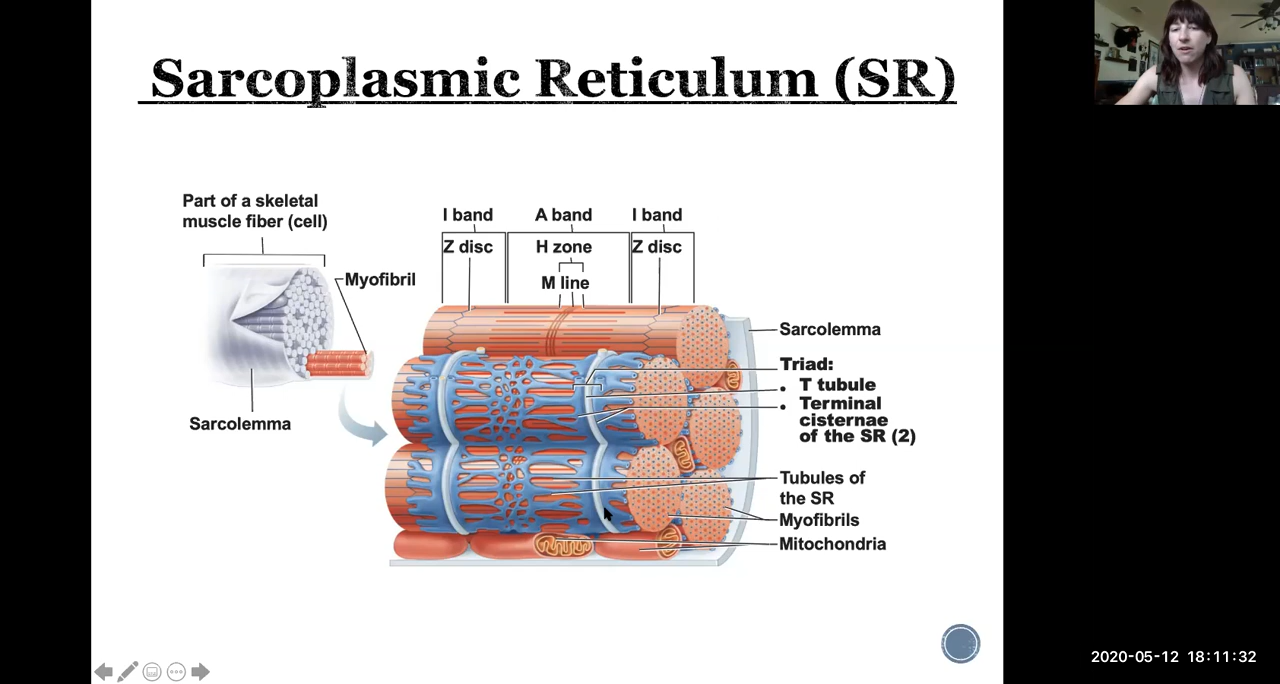 Sarcoplasmic Reticulum (SR)
Part of a skeletal
muscle fiber (cell)
I band
A band
I band
Z disc
H zone
Z disc
Myofibril
M line
Sarcolemma
Triad:
• T tubule
• Terminal
cisternae
of the SR (2)
Sarcolemma
Tubules of
the SR
Myofibrils
Mitochondria
2020-05-12 18:11:32